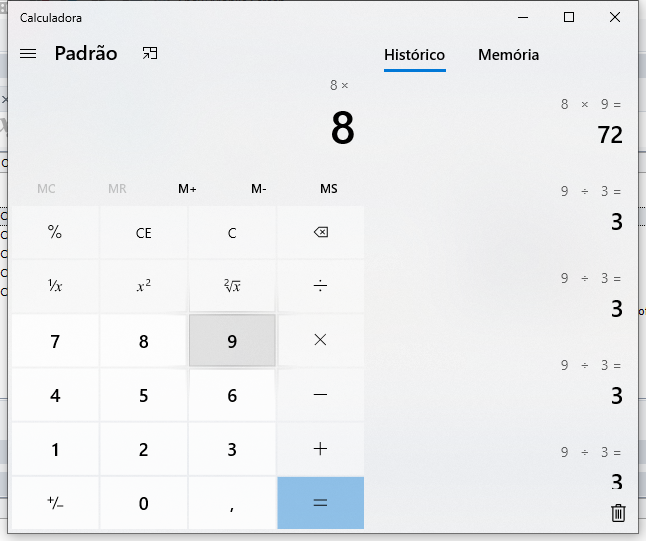 Calculadora
Padrão
Histórico
Memória
8 ×
8
MC MR M+ M- MS
% CE C
¹/x x² ²√x ÷
7 8 9 ×
4 5 6 −
1 2 3 +
+/− 0 , =
8 × 9 =
72
9 ÷ 3 =
3
9 ÷ 3 =
3
9 ÷ 3 =
3
9 ÷ 3 =
3